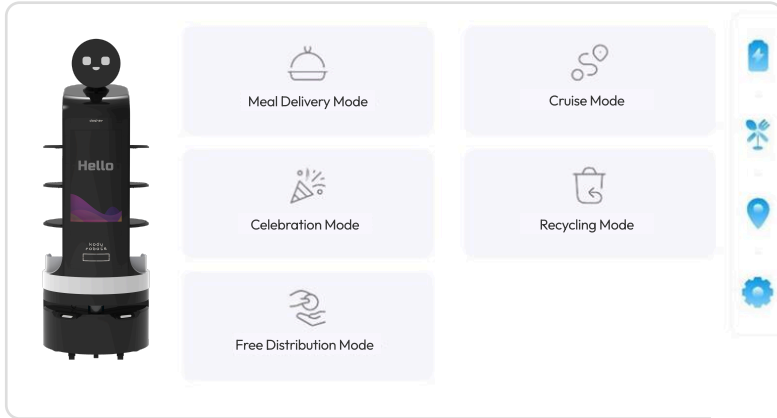 Meal Delivery Mode
Cruise Mode
Hello
Celebration Mode
Recycling Mode
Free Distribution Mode